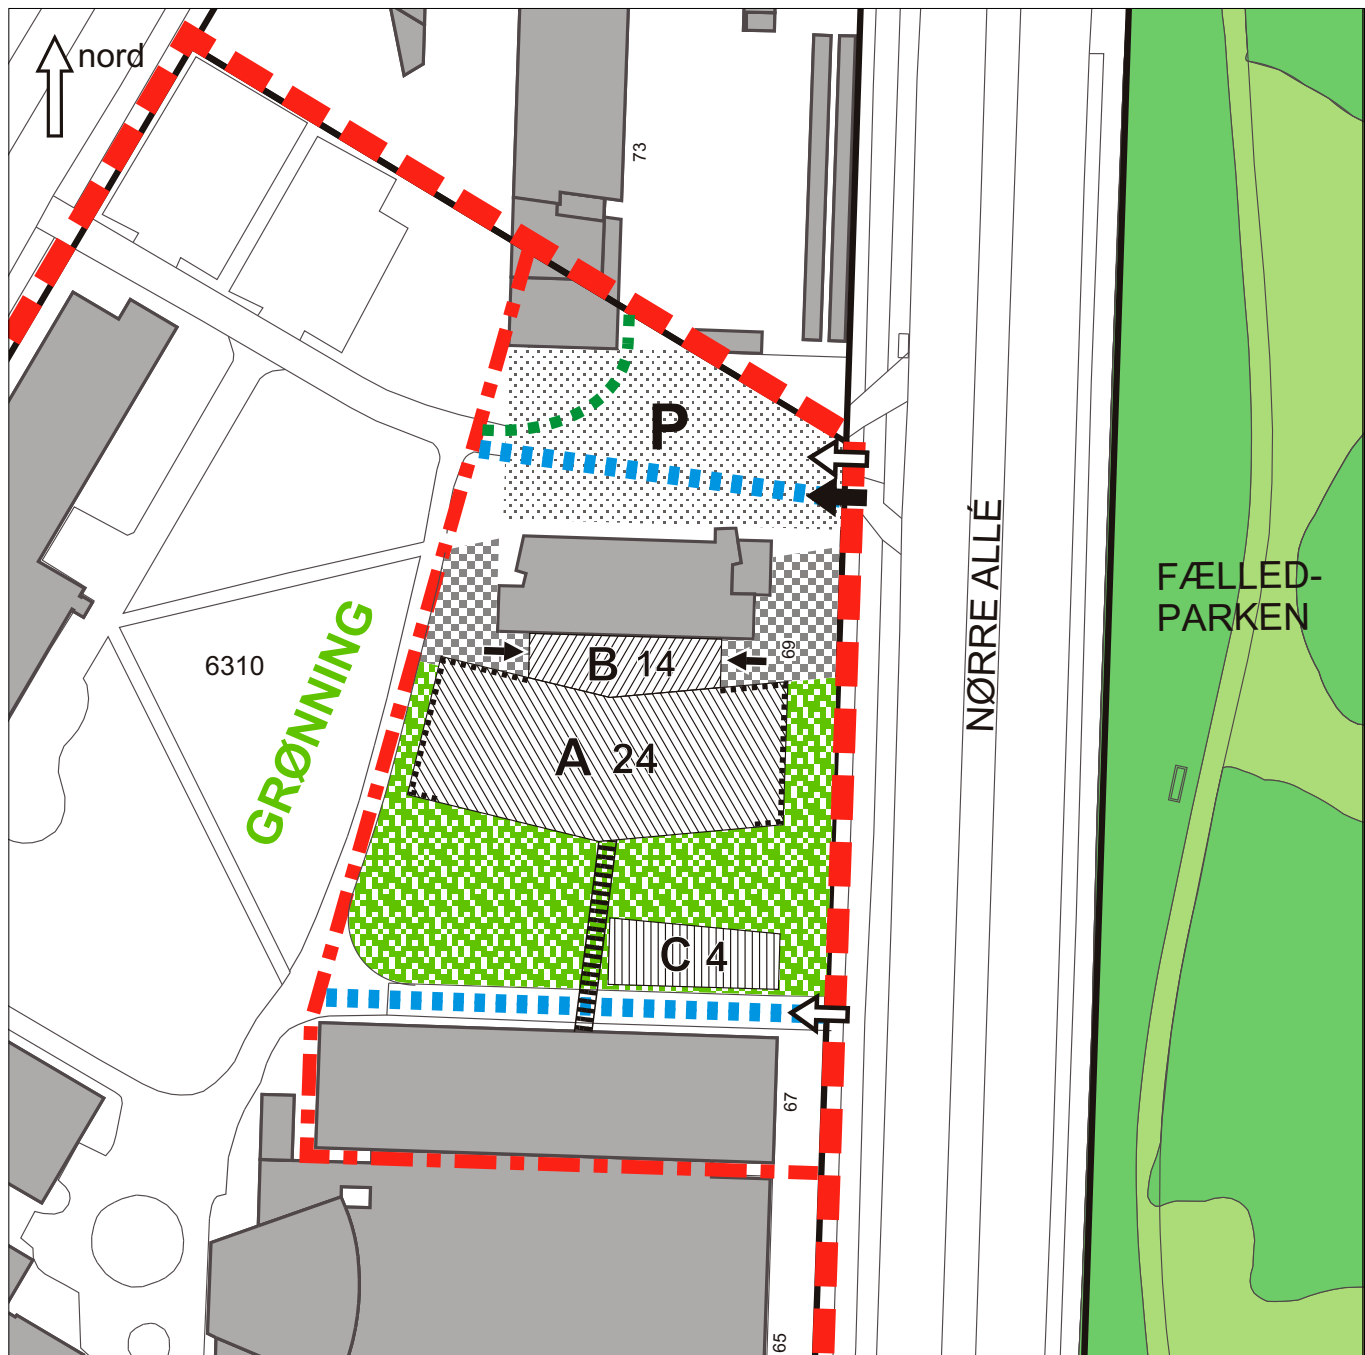 nord
73
P
NØRRE ALLÉ
FÆLLED-
PARKEN
GRØNNING
6310
B 14
69
A 24
C 4
67
65